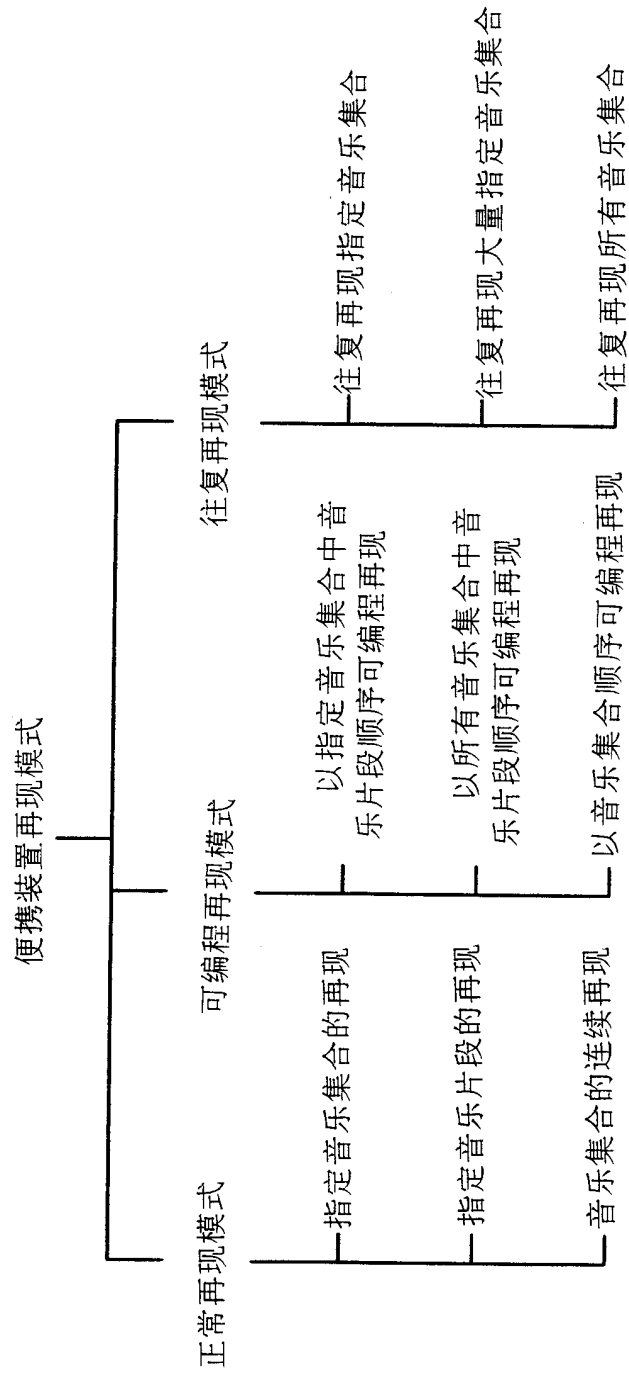 便携装置再现模式
正常再现模式
指定音乐集合的再现
指定音乐片段的再现
音乐集合的连续再现
可编程再现模式
以指定音乐集合中音
乐片段顺序可编程再现
以所有音乐集合中音
乐片段顺序可编程再现
以音乐集合顺序可编程再现
往复再现模式
往复再现指定音乐集合
往复再现大量指定音乐集合
往复再现所有音乐集合